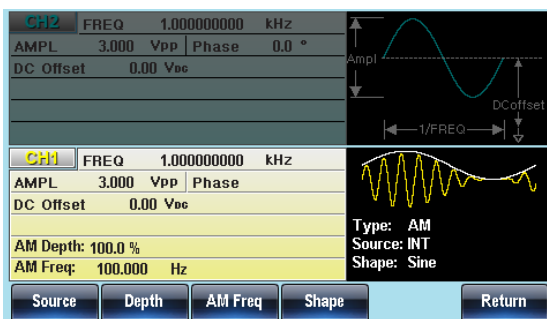 CH2 FREQ 1.000000000 kHz
AMPL 3.000 Vpp Phase 0.0 °
DC Offset 0.00 VDC
Ampl
DCoffset
1/FREQ
CH1 FREQ 1.000000000 kHz
AMPL 3.000 Vpp Phase
DC Offset 0.00 VDC
AM Depth: 100.0 %
AM Freq: 100.000 Hz
Type: AM
Source: INT
Shape: Sine
Source Depth AM Freq Shape Return